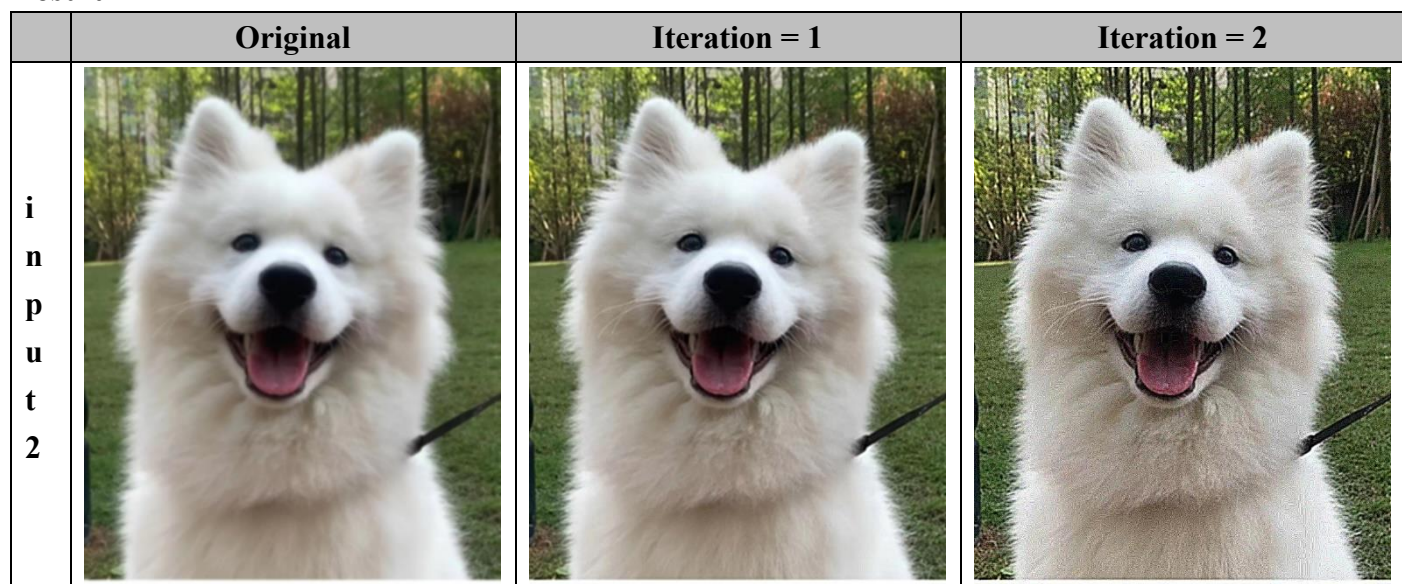 Original
Iteration = 1
Iteration = 2
i
n
p
u
t
2